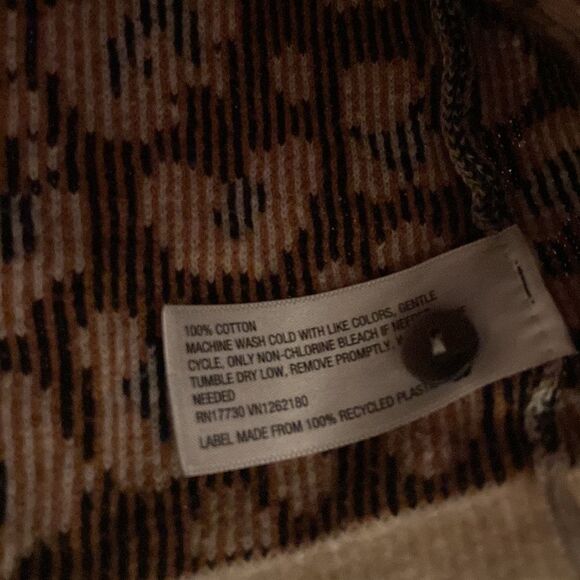 100% COTTON
MACHINE WASH COLD WITH LIKE COLORS, GENTLE
CYCLE, ONLY NON-CHLORINE BLEACH IF
TUMBLE DRY LOW, REMOVE PROMPTLY,
NEEDED
RN17730 VN1262180
LABEL MADE FROM 100% RECYCLED